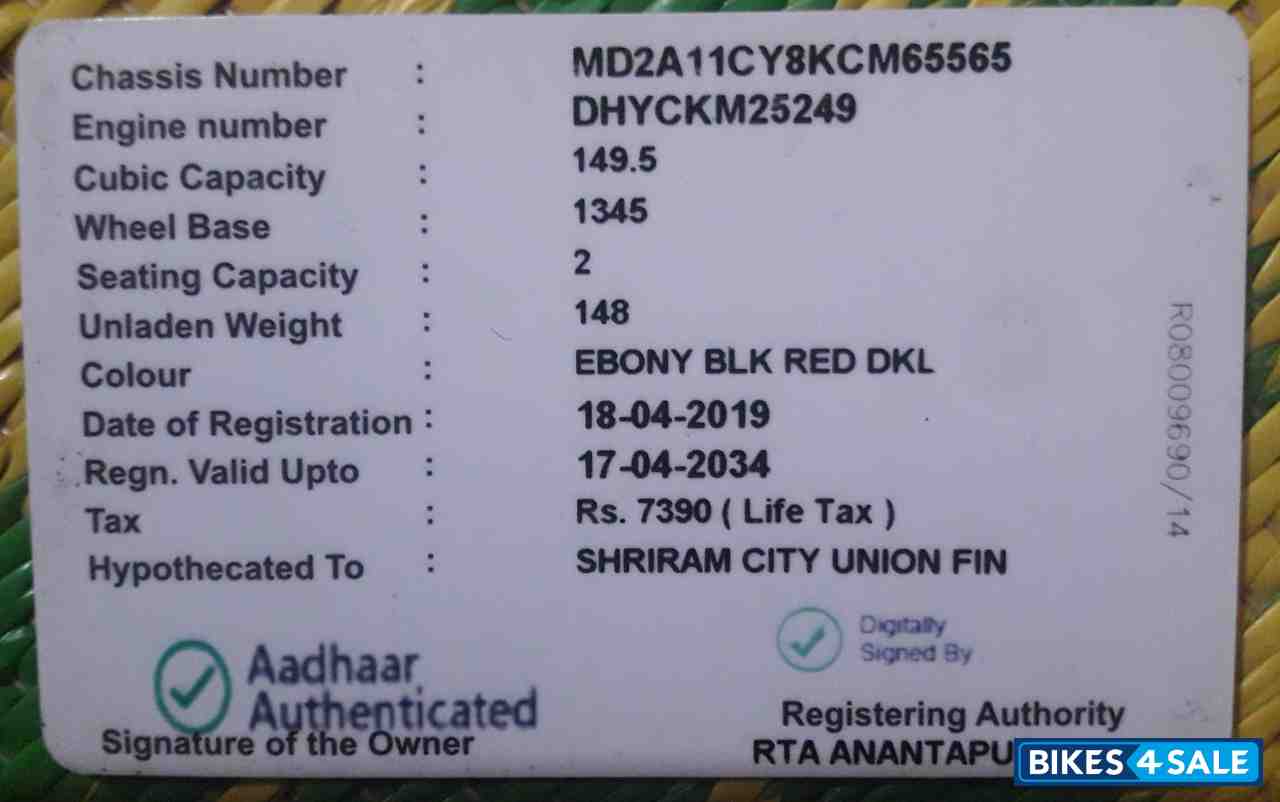 Chassis Number : MD2A11CY8KCM65565
Engine number : DHYCKM25249
Cubic Capacity : 149.5
Wheel Base : 1345
Seating Capacity : 2
Unladen Weight : 148
Colour : EBONY BLK RED DKL
Date of Registration : 18-04-2019
Regn. Valid Upto : 17-04-2034
Tax : Rs. 7390 ( Life Tax )
Hypothecated To : SHRIRAM CITY UNION FIN
R08009690/14
Aadhaar
Authenticated
Signature of the Owner
Digitally
Signed By
Registering Authority
RTA ANANTAPU
BIKES4SALE